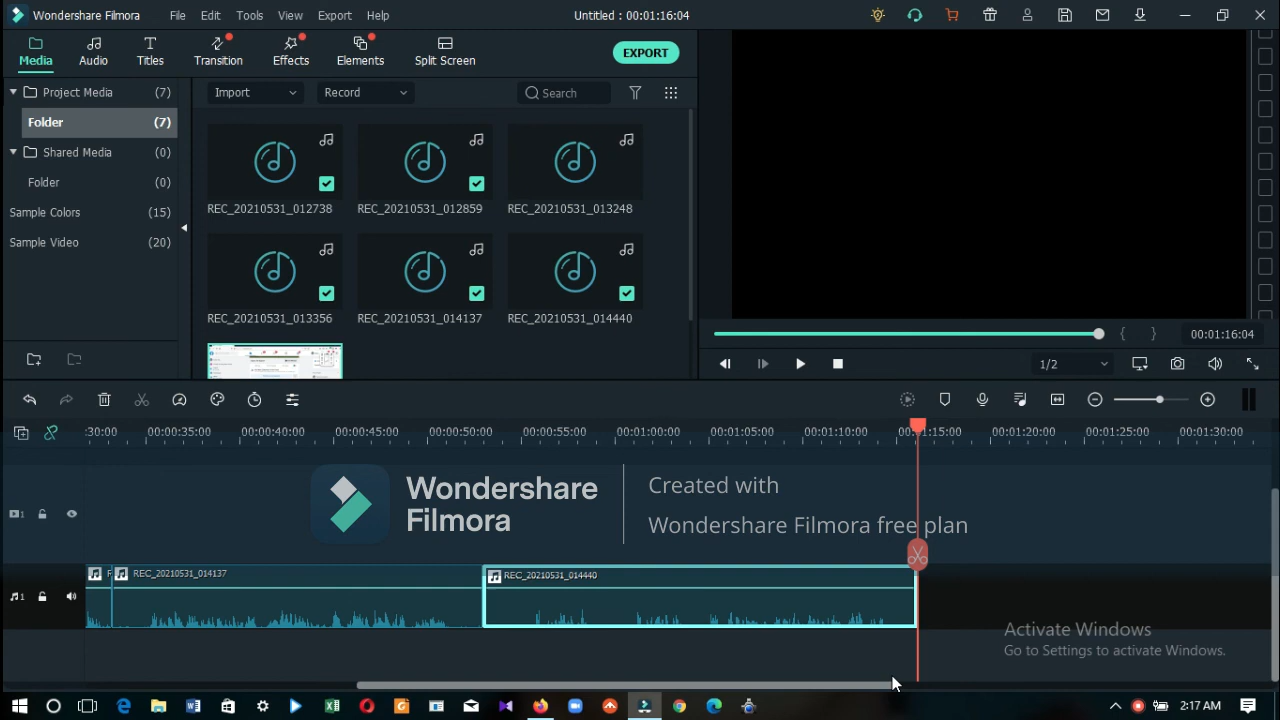 Wondershare Filmora File Edit Tools View Export Help Untitled : 00:01:16:04
Media Audio Titles Transition Effects Elements Split Screen EXPORT
Project Media (7)
Folder (7)
Shared Media (0)
Folder (0)
Sample Colors (15)
Sample Video (20)
Import Record Search
REC_20210531_012738 REC_20210531_012859 REC_20210531_013248
REC_20210531_013356 REC_20210531_014137 REC_20210531_014440
00:01:16:04
1/2
:30:00 00:00:35:00 00:00:40:00 00:00:45:00 00:00:50:00 00:00:55:00 00:01:00:00 00:01:05:00 00:01:10:00 00:01:15:00 00:01:20:00 00:01:25:00 00:01:30:00
Wondershare
Filmora
Created with
Wondershare Filmora free plan
1
REC_20210531_014137 REC_20210531_014440
1
Activate Windows
Go to Settings to activate Windows.
2:17 AM